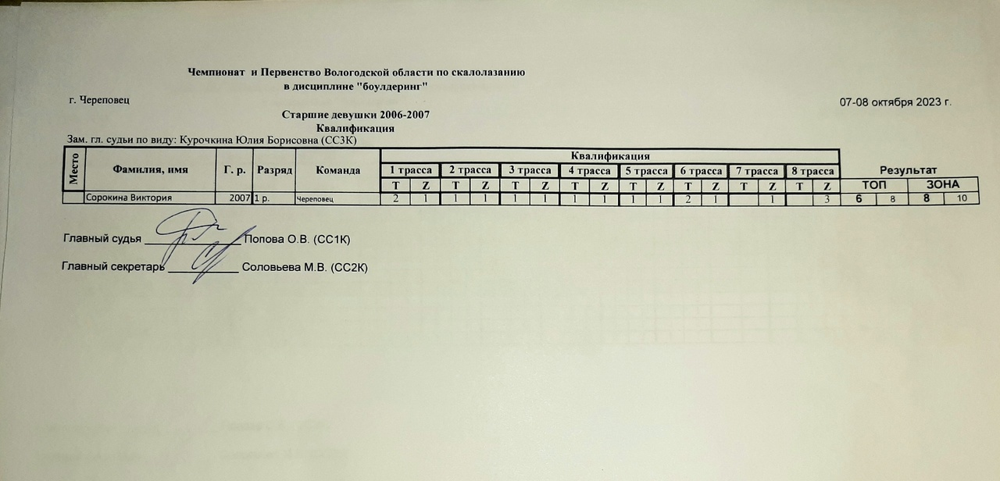 Чемпионат и Первенство Вологодской области по скалолазанию
в дисциплине "боулдеринг"
г. Череповец 07-08 октября 2023 г.
Старшие девушки 2006-2007
Квалификация
Зам. гл. судьи по виду: Курочкина Юлия Борисовна (СС3К)
Место Фамилия, имя Г. р. Разряд Команда Квалификация
1 трасса 2 трасса 3 трасса 4 трасса 5 трасса 6 трасса 7 трасса 8 трасса Результат
T Z T Z T Z T Z T Z T Z T Z T Z ТОП ЗОНА
Сорокина Виктория 2007 1 р. Череповец 2 1 1 1 1 1 1 1 1 1 2 1 1 3 6 8 8 10
Главный судья Попова О.В. (СС1К)
Главный секретарь Соловьева М.В. (СС2К)